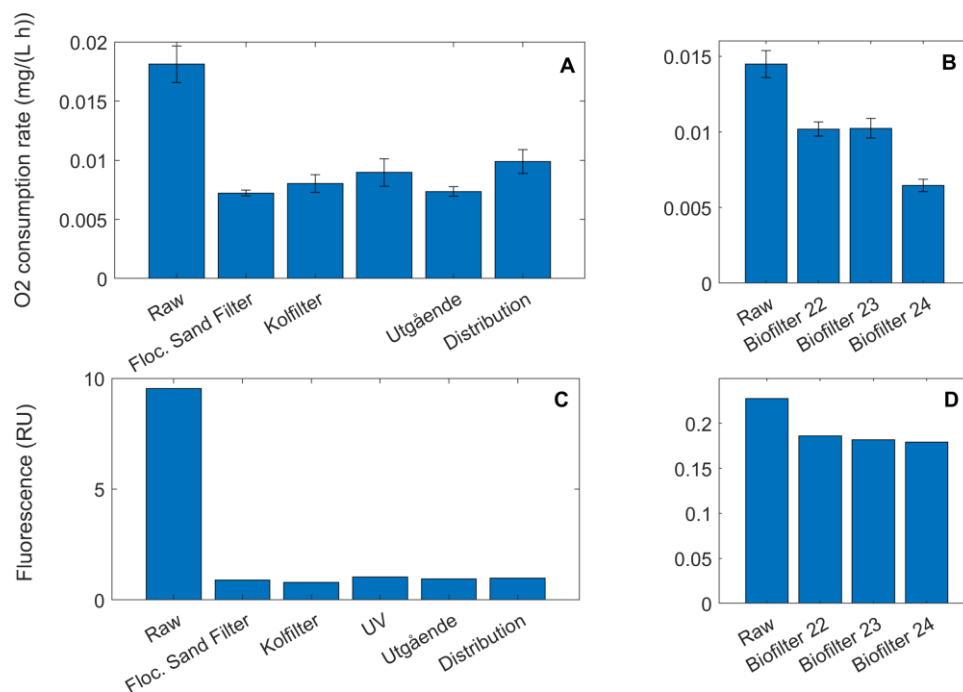 O2 consumption rate (mg/(L h))
0.02
0.015
0.01
0.005
0
A
Raw
Floc. Sand Filter
Kolfilter
Utgående
Distribution
0.015
0.01
0.005
0
B
Raw
Biofilter 22
Biofilter 23
Biofilter 24
Fluorescence (RU)
10
5
0
C
Raw
Floc. Sand Filter
Kolfilter
UV
Utgående
Distribution
0.2
0.15
0.1
0.05
0
D
Raw
Biofilter 22
Biofilter 23
Biofilter 24